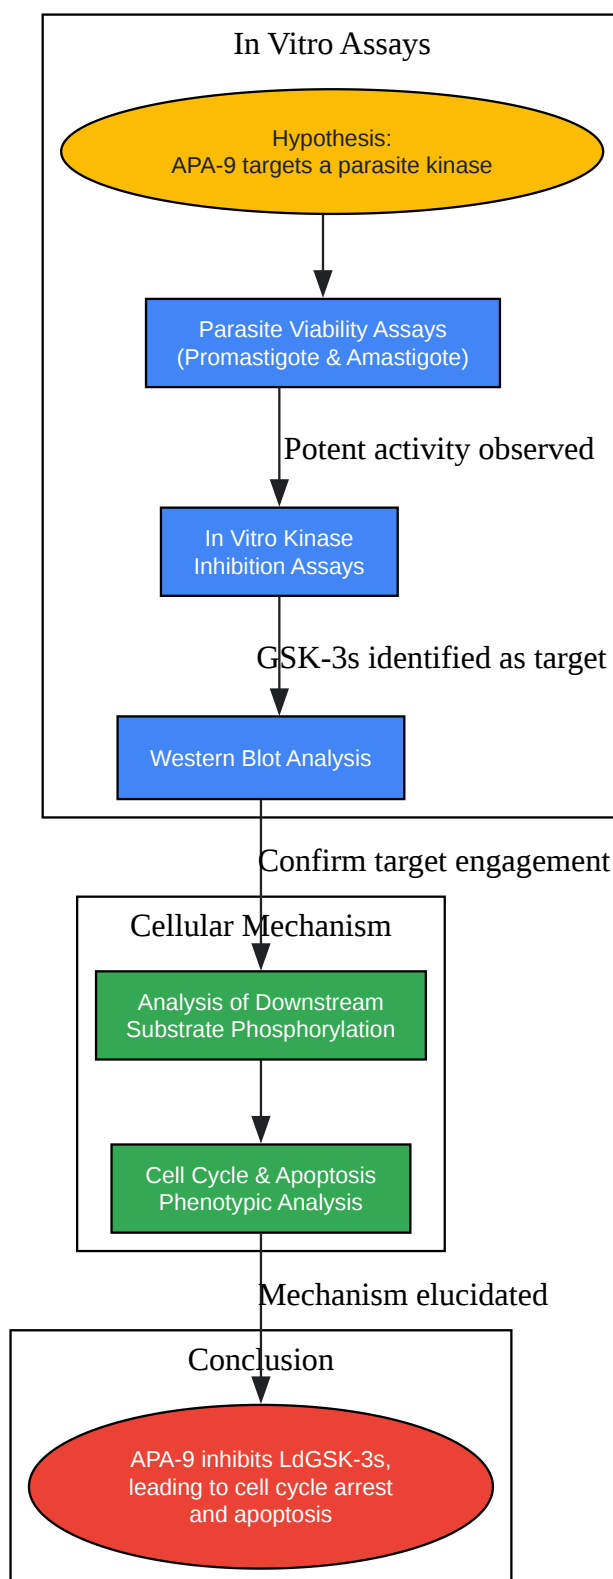 In Vitro Assays
Hypothesis:
APA-9 targets a parasite kinase
Parasite Viability Assays
(Promastigote & Amastigote)
Potent activity observed
In Vitro Kinase
Inhibition Assays
GSK-3s identified as target
Western Blot Analysis
Confirm target engagement
Cellular Mechanism
Analysis of Downstream
Substrate Phosphorylation
Cell Cycle & Apoptosis
Phenotypic Analysis
Mechanism elucidated
Conclusion
APA-9 inhibits LdGSK-3s,
leading to cell cycle arrest
and apoptosis